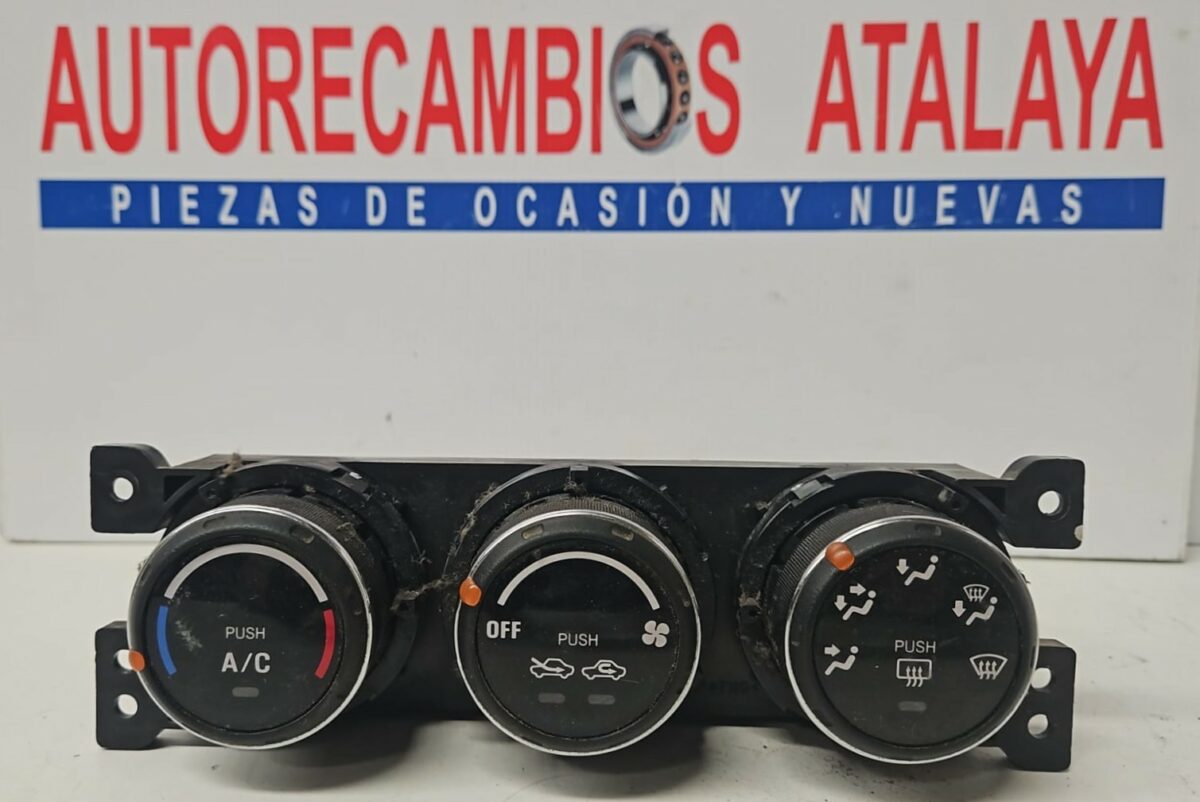 AUTORECAMBIOS ATALAYA
PIEZAS DE OCASIÓN Y NUEVAS
PUSH
A/C
OFF
PUSH
PUSH